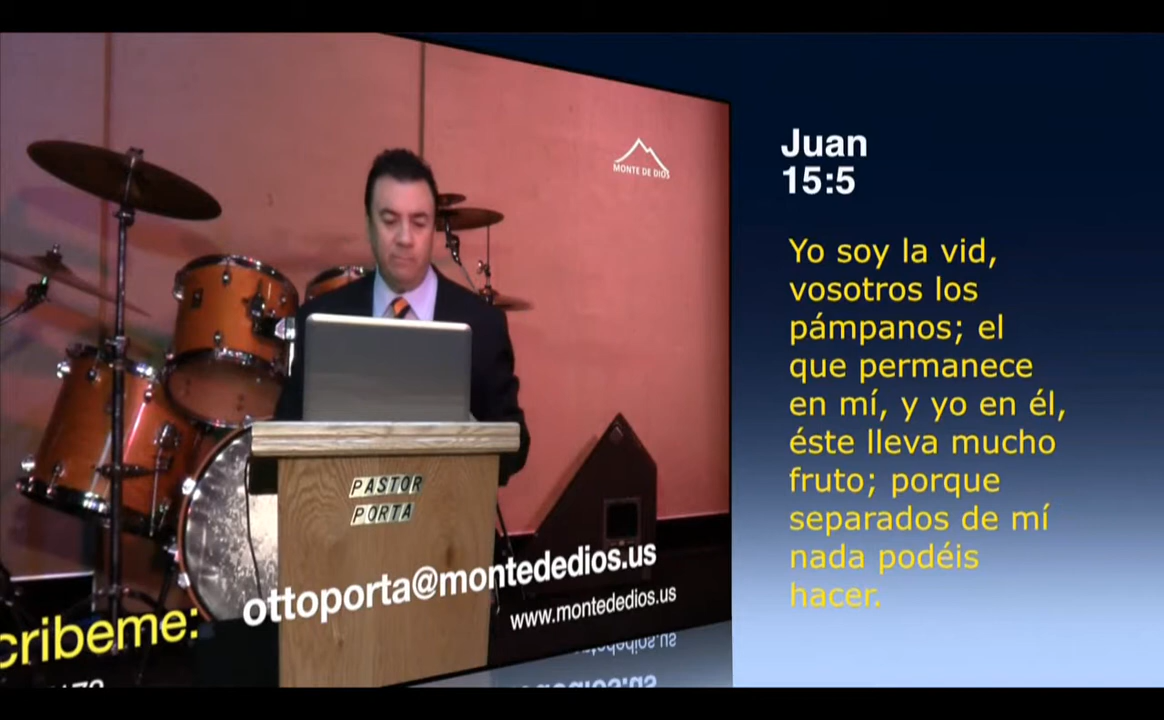 MONTE DE DIOS
PASTOR
PORTA
cribeme:
ottoporta@montededios.us
www.montededios.us
Juan
15:5
Yo soy la vid,
vosotros los
pámpanos; el
que permanece
en mí, y yo en él,
éste lleva mucho
fruto; porque
separados de mí
nada podéis
hacer.